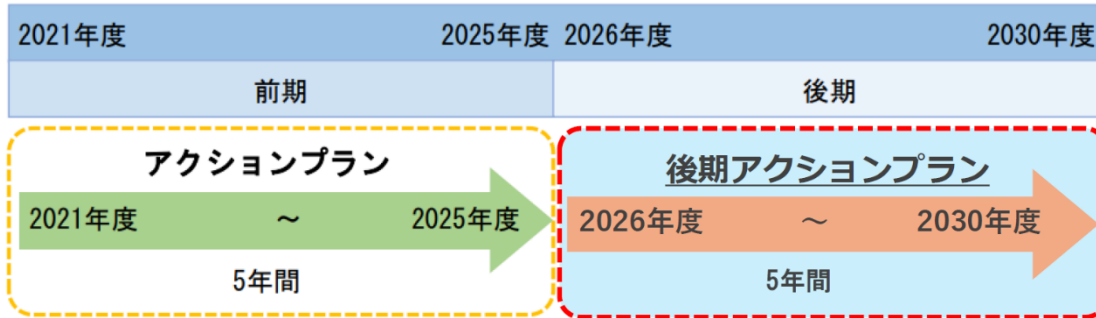 2021年度 2025年度 2026年度 2030年度
前期 後期
アクションプラン
2021年度 ～ 2025年度
5年間
後期アクションプラン
2026年度 ～ 2030年度
5年間